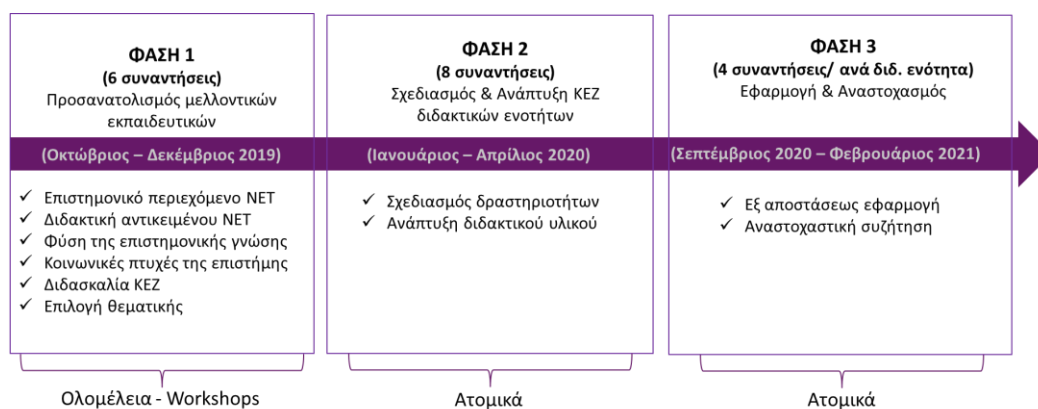 ΦΑΣΗ 1
(6 συναντήσεις)
Προσανατολισμός μελλοντικών
εκπαιδευτικών
(Οκτώβριος – Δεκέμβριος 2019)
✓ Επιστημονικό περιεχόμενο ΝΕΤ
✓ Διδακτική αντικειμένου ΝΕΤ
✓ Φύση της επιστημονικής γνώσης
✓ Κοινωνικές πτυχές της επιστήμης
✓ Διδασκαλία ΚΕΖ
✓ Επιλογή θεματικής
Ολομέλεια - Workshops
ΦΑΣΗ 2
(8 συναντήσεις)
Σχεδιασμός & Ανάπτυξη ΚΕΖ
διδακτικών ενοτήτων
(Ιανουάριος – Απρίλιος 2020)
✓ Σχεδιασμός δραστηριοτήτων
✓ Ανάπτυξη διδακτικού υλικού
Ατομικά
ΦΑΣΗ 3
(4 συναντήσεις/ ανά διδ. ενότητα)
Εφαρμογή & Αναστοχασμός
(Σεπτέμβριος 2020 – Φεβρουάριος 2021)
✓ Εξ αποστάσεως εφαρμογή
✓ Αναστοχαστική συζήτηση
Ατομικά